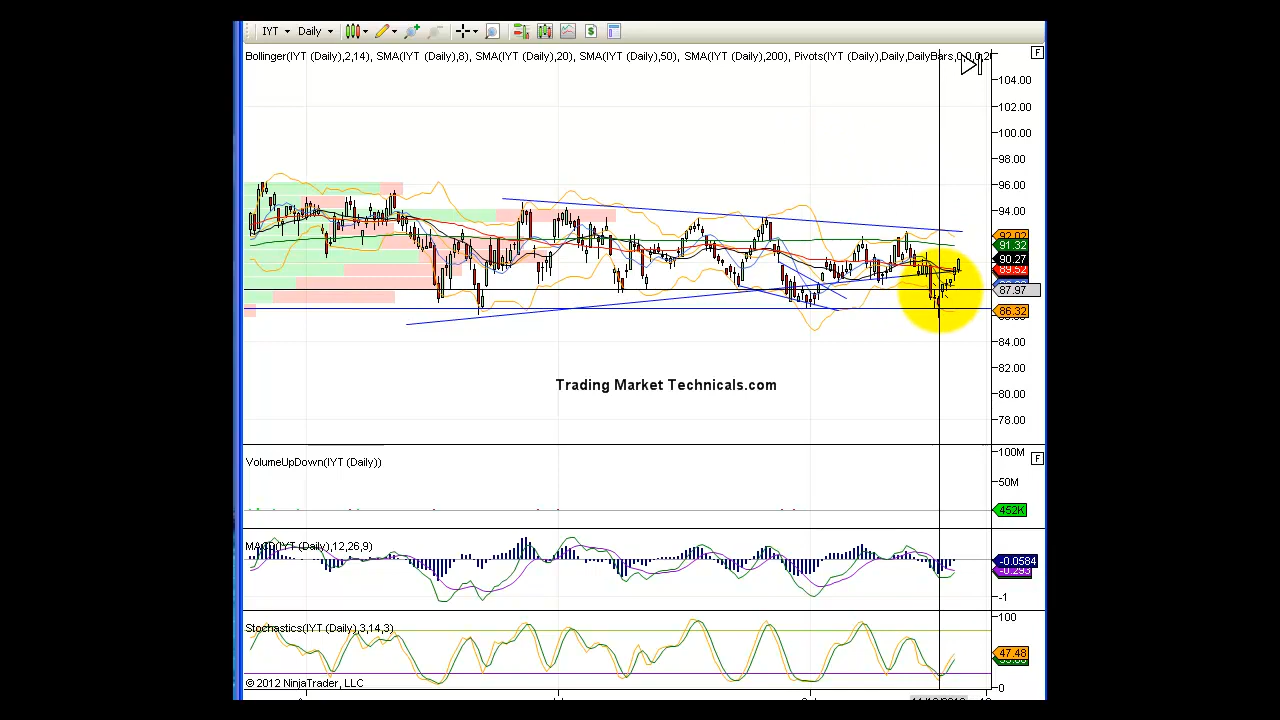 IYT Daily
Bollinger(IYT (Daily),2,14), SMA(IYT (Daily),8), SMA(IYT (Daily),20), SMA(IYT (Daily),50), SMA(IYT (Daily),200), Pivots(IYT (Daily),Daily,DailyBars,0,0,0,20
F
104.00
102.00
100.00
98.00
96.00
94.00
92.02
91.32
90.27
89.52
87.97
86.32
84.00
82.00
80.00
78.00
Trading Market Technicals.com
VolumeUpDown(IYT (Daily))
100M
F
50M
452K
MACD(IYT (Daily),12,26,9)
-0.0584
-0.293
-1
Stochastics(IYT (Daily),3,14,3)
100
47.48
0
© 2012 NinjaTrader, LLC